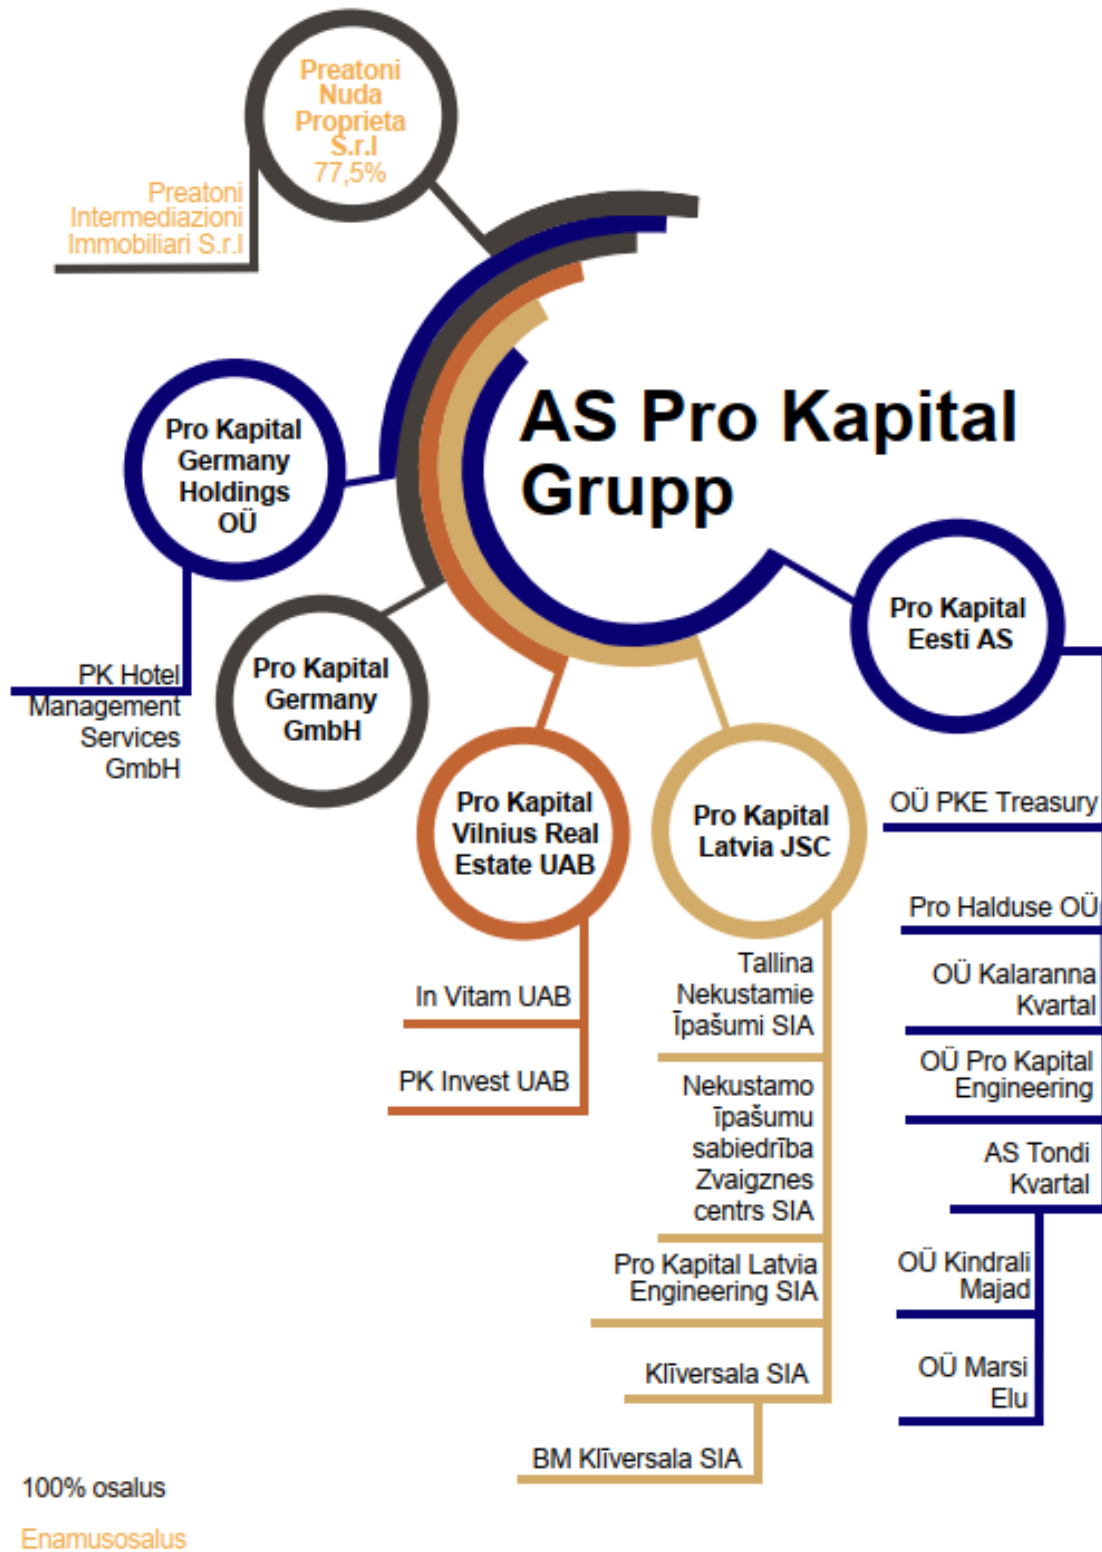 Preatoni
Nuda
Proprieta
S.r.l
77,5%
Preatoni
Intermediazioni
Immobiliari S.r.l
AS Pro Kapital
Grupp
Pro Kapital
Germany
Holdings
OÜ
PK Hotel
Management
Services
GmbH
Pro Kapital
Germany
GmbH
Pro Kapital
Vilnius Real
Estate UAB
In Vitam UAB
PK Invest UAB
Pro Kapital
Latvia JSC
Tallina
Nekustamie
Īpašumi SIA
Nekustamo
īpašumu
sabiedrība
Zvaigznes
centrs SIA
Pro Kapital Latvia
Engineering SIA
Klīversala SIA
BM Klīversala SIA
Pro Kapital
Eesti AS
OÜ PKE Treasury
Pro Halduse OÜ
OÜ Kalaranna
Kvartal
OÜ Pro Kapital
Engineering
AS Tondi
Kvartal
OÜ Kindrali
Majad
OÜ Marsi
Elu
100% osalus
Enamusosalus